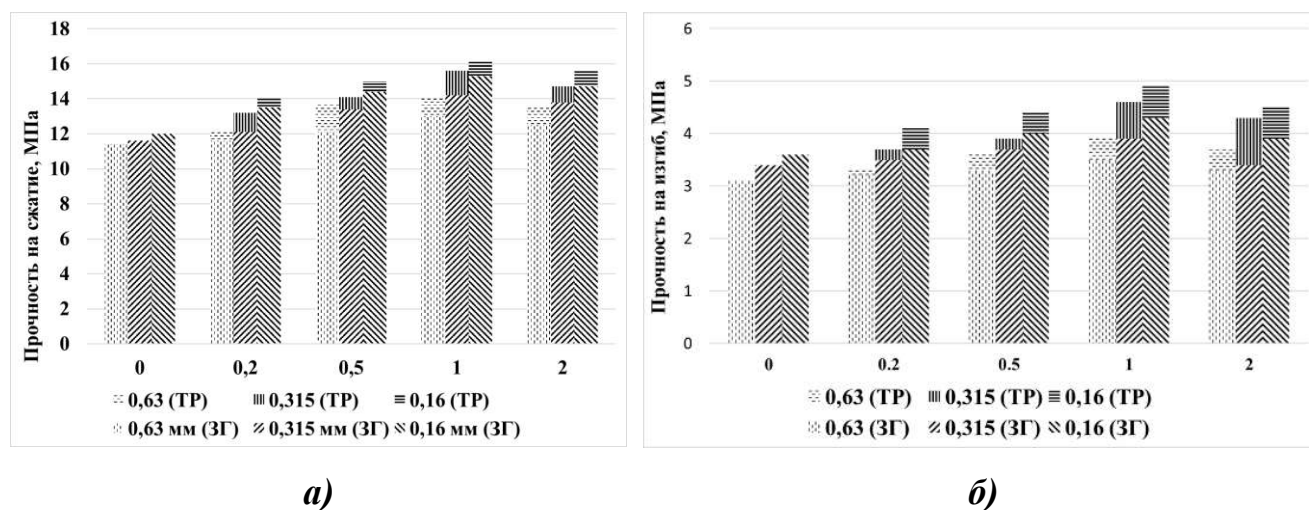 Прочность на сжатие, МПа
18
16
14
12
10
8
6
4
2
0
0 0,2 0,5 1 2
0,63 (ТР) 0,315 (ТР) 0,16 (ТР)
0,63 мм (ЗГ) 0,315 мм (ЗГ) 0,16 мм (ЗГ)
а)
Прочность на изгиб, МПа
6
5
4
3
2
1
0
0 0.2 0.5 1 2
0,63 (ТР) 0,315 (ТР) 0,16 (ТР)
0,63 (ЗГ) 0,315 (ЗГ) 0,16 (ЗГ)
б)